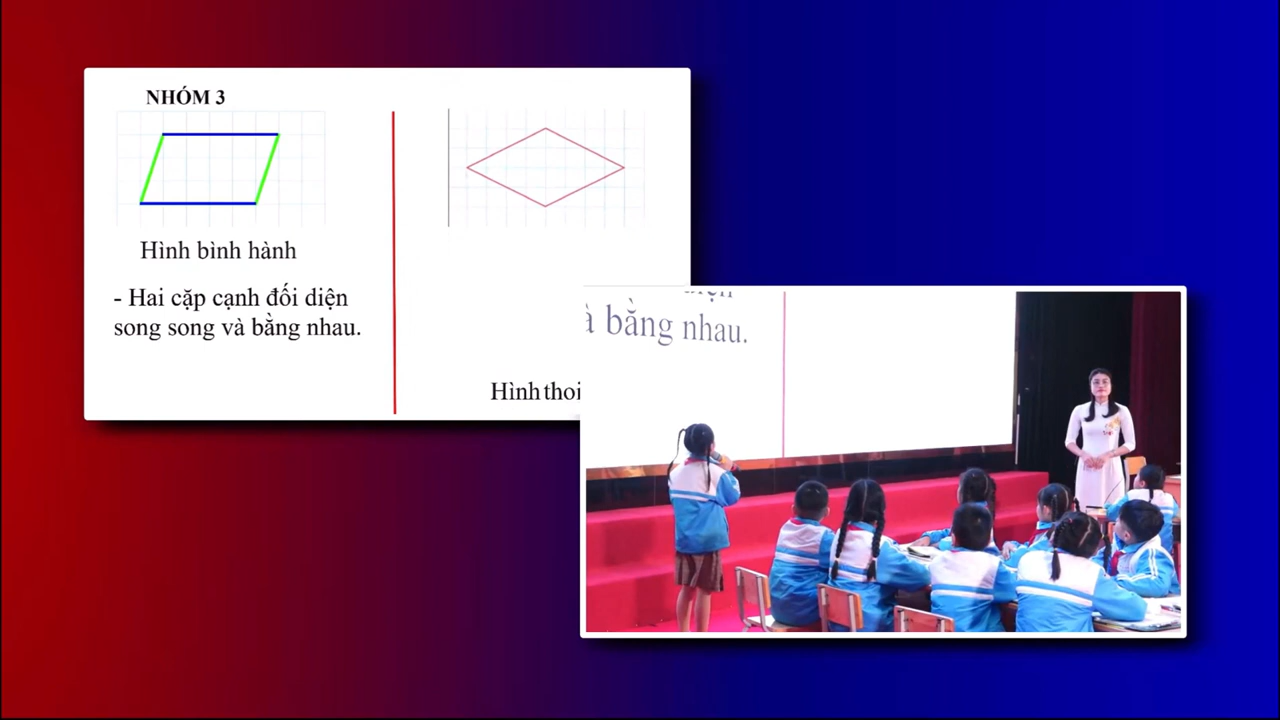 NHÓM 3
Hình bình hành
- Hai cặp cạnh đối diện
song song và bằng nhau.
Hình thoi
à bằng nhau.